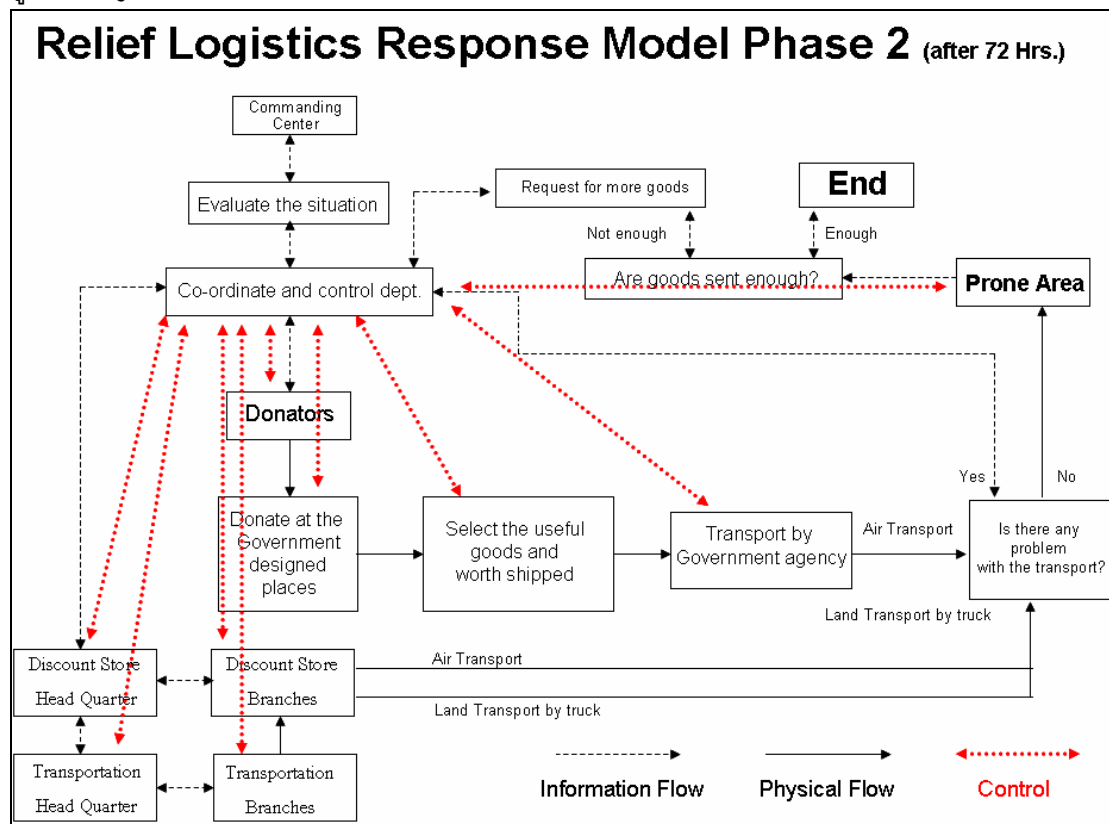 Relief Logistics Response Model Phase 2 (after 72 Hrs.)
Commanding
Center
Evaluate the situation
Request for more goods
End
Not enough
Enough
Co-ordinate and control dept.
Are goods sent enough?
Prone Area
Donators
Yes
No
Donate at the
Government
designed
places
Select the useful
goods and
worth shipped
Transport by
Government agency
Air Transport
Is there any
problem
with the transport?
Land Transport by truck
Discount Store
Head Quarter
Discount Store
Branches
Air Transport
Land Transport by truck
Transportation
Head Quarter
Transportation
Branches
Information Flow
Physical Flow
Control